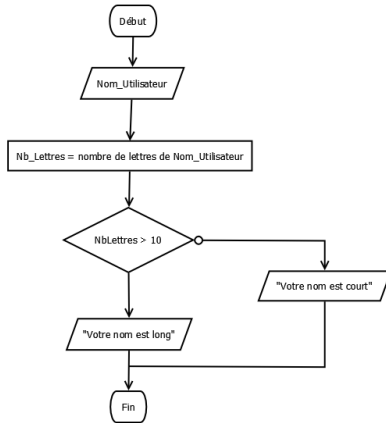 Début
Nom_Utilisateur
Nb_Lettres = nombre de lettres de Nom_Utilisateur
NbLettres > 10
"Votre nom est court"
"Votre nom est long"
Fin